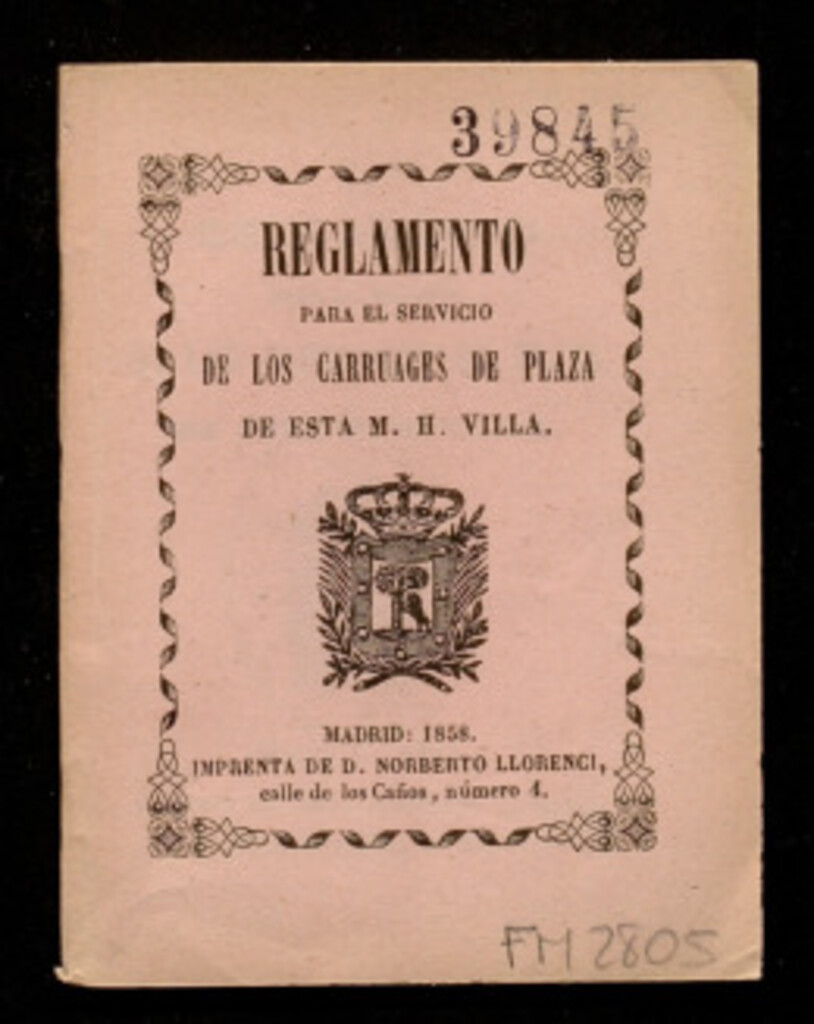 39845
REGLAMENTO
PARA EL SERVICIO
DE LOS CARRUAGES DE PLAZA
DE ESTA M. H. VILLA.
MADRID: 1858.
IMPRENTA DE D. NORBERTO LLORENCI,
calle de los Caños, número 4.
FM 2805